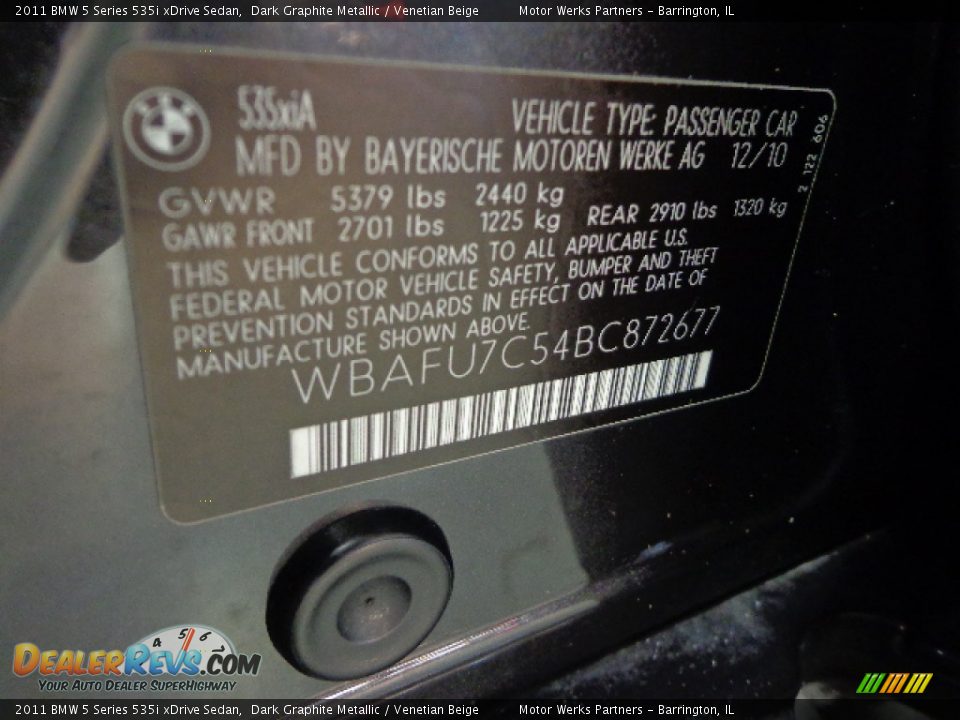 2011 BMW 5 Series 535i xDrive Sedan, Dark Graphite Metallic / Venetian Beige Motor Werks Partners - Barrington, IL
535xiA VEHICLE TYPE: PASSENGER CAR
MFD BY BAYERISCHE MOTOREN WERKE AG 12/10
GVWR 5379 lbs 2440 kg
GAWR FRONT 2701 lbs 1225 kg REAR 2910 lbs 1320 kg
THIS VEHICLE CONFORMS TO ALL APPLICABLE U.S.
FEDERAL MOTOR VEHICLE SAFETY, BUMPER AND THEFT
PREVENTION STANDARDS IN EFFECT ON THE DATE OF
MANUFACTURE SHOWN ABOVE.
WBAFU7C54BC872677
2 122 606
4 5 6 7
DEALERREVS.COM
YOUR AUTO DEALER SUPERHIGHWAY
2011 BMW 5 Series 535i xDrive Sedan, Dark Graphite Metallic / Venetian Beige Motor Werks Partners - Barrington, IL